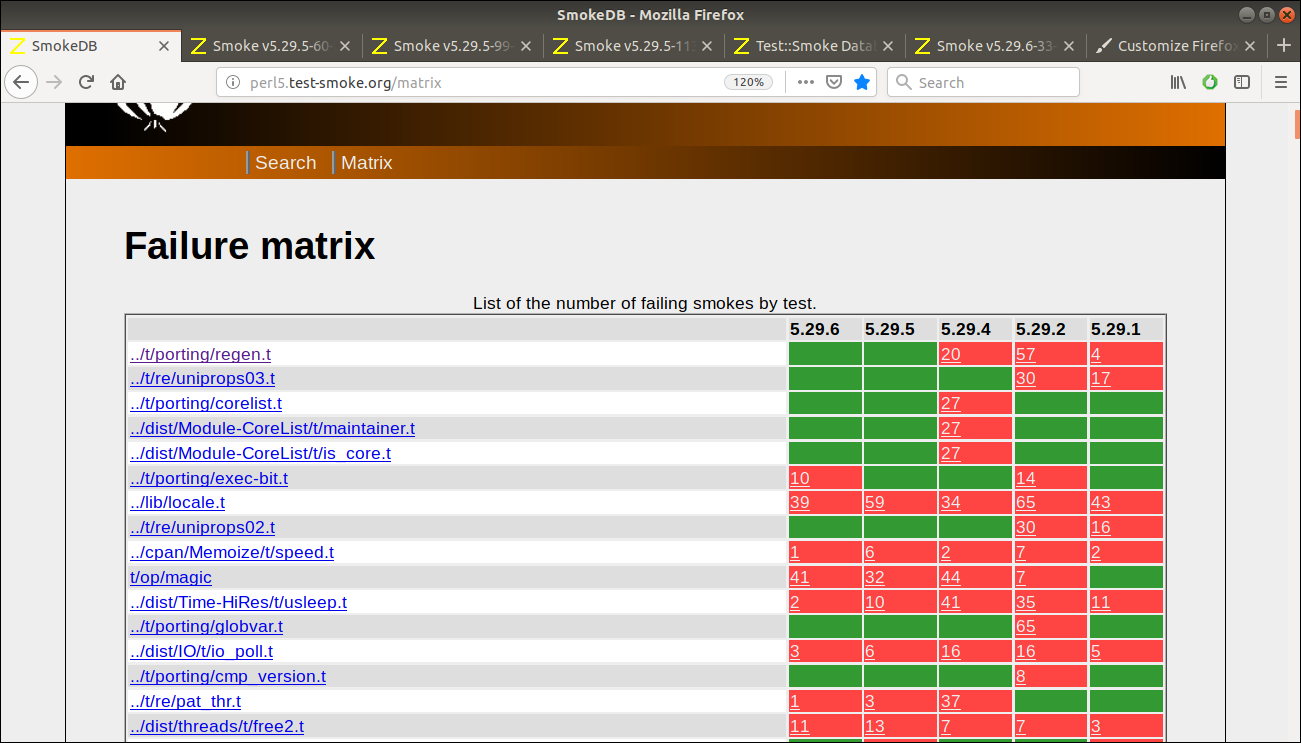 SmokeDB - Mozilla Firefox
SmokeDB
Smoke v5.29.5-60-
Smoke v5.29.5-99-
Smoke v5.29.5-113
Test::Smoke Data
Smoke v5.29.6-33-
Customize Firefo
perl5.test-smoke.org/matrix
120%
Search
Search
Matrix
Failure matrix
List of the number of failing smokes by test.
5.29.6 5.29.5 5.29.4 5.29.2 5.29.1
../t/porting/regen.t 20 57 4
../t/re/uniprops03.t 30 17
../t/porting/corelist.t 27
../dist/Module-CoreList/t/maintainer.t 27
../dist/Module-CoreList/t/is_core.t 27
../t/porting/exec-bit.t 10 14
../lib/locale.t 39 59 34 65 43
../t/re/uniprops02.t 30 16
../cpan/Memoize/t/speed.t 1 6 2 7 2
t/op/magic 41 32 44 7
../dist/Time-HiRes/t/usleep.t 2 10 41 35 11
../t/porting/globvar.t 65
../dist/IO/t/io_poll.t 3 6 16 16 5
../t/porting/cmp_version.t 8
../t/re/pat_thr.t 1 3 37
../dist/threads/t/free2.t 11 13 7 7 3